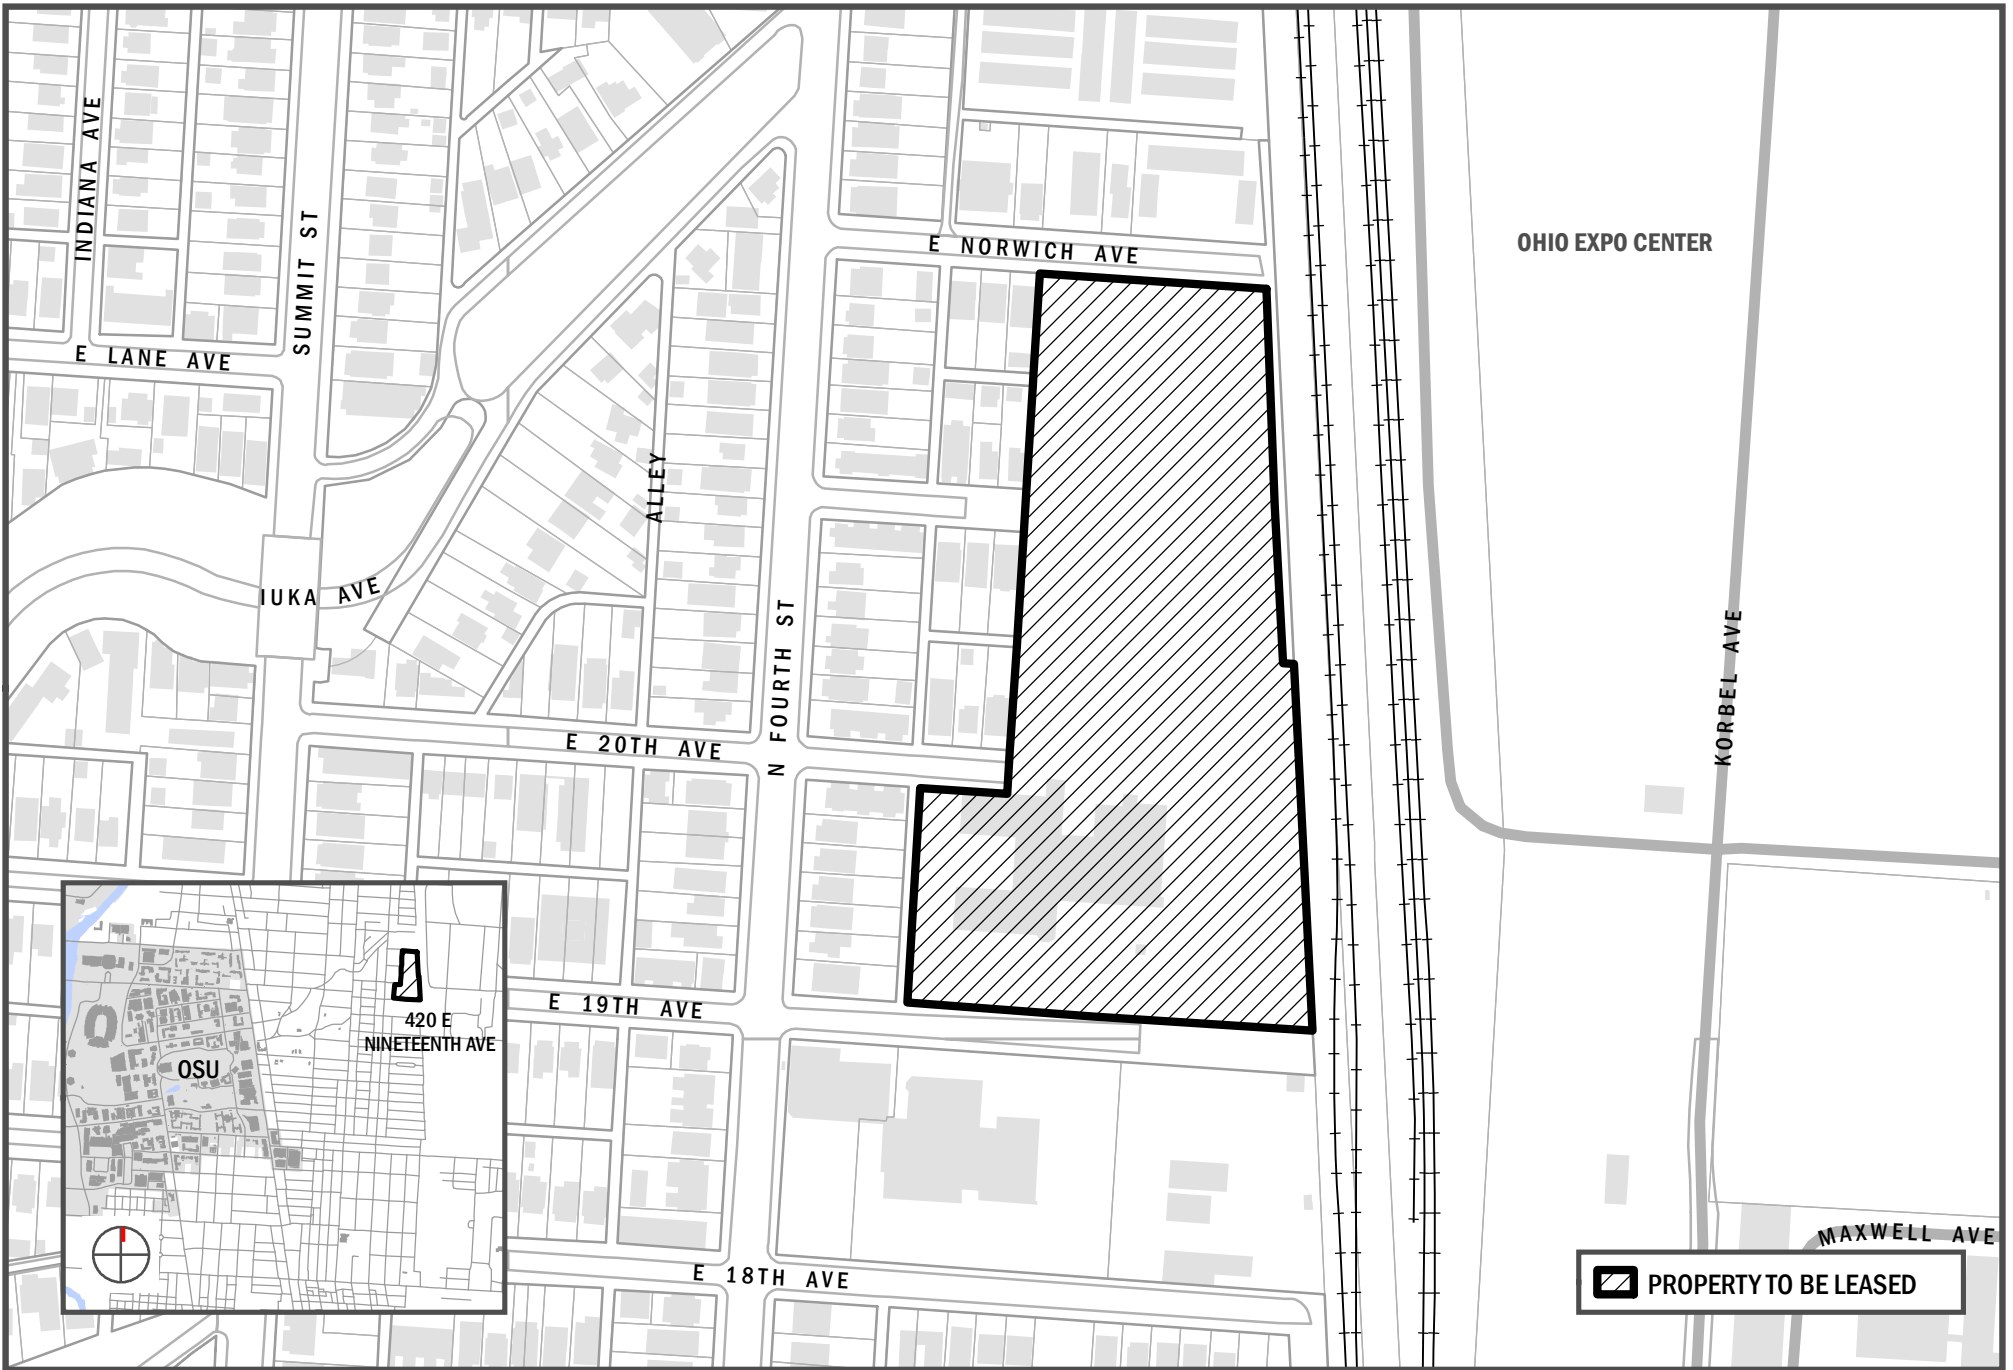 INDIANA AVE
SUMMIT ST
E NORWICH AVE
OHIO EXPO CENTER
E LANE AVE
ALLEY
IUKA AVE
N FOURTH ST
KORBEL AVE
E 20TH AVE
E 19TH AVE
420 E
NINETEENTH AVE
OSU
MAXWELL AVE
E 18TH AVE
PROPERTY TO BE LEASED